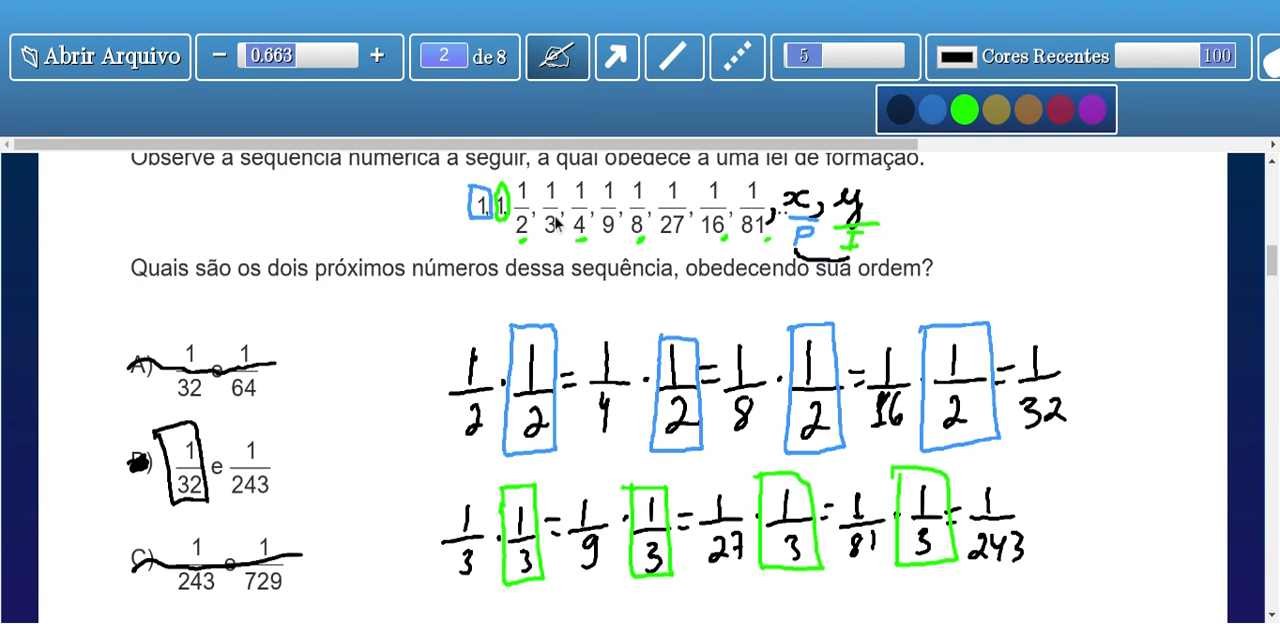 Abrir Arquivo − 0.663 + 2 de 8 5 Cores Recentes 100
Observe a sequência numérica a seguir, a qual obedece a uma lei de formação.
1, 1, 1/2, 1/3, 1/4, 1/9, 1/8, 1/27, 1/16, 1/81, ... x, y
P I
Quais são os dois próximos números dessa sequência, obedecendo sua ordem?
A) 1/32 e 1/64
1/2 · 1/2 = 1/4 · 1/2 = 1/8 · 1/2 = 1/16 · 1/2 = 1/32
B) 1/32 e 1/243
1/3 · 1/3 = 1/9 · 1/3 = 1/27 · 1/3 = 1/81 · 1/3 = 1/243
C) 1/243 e 1/729